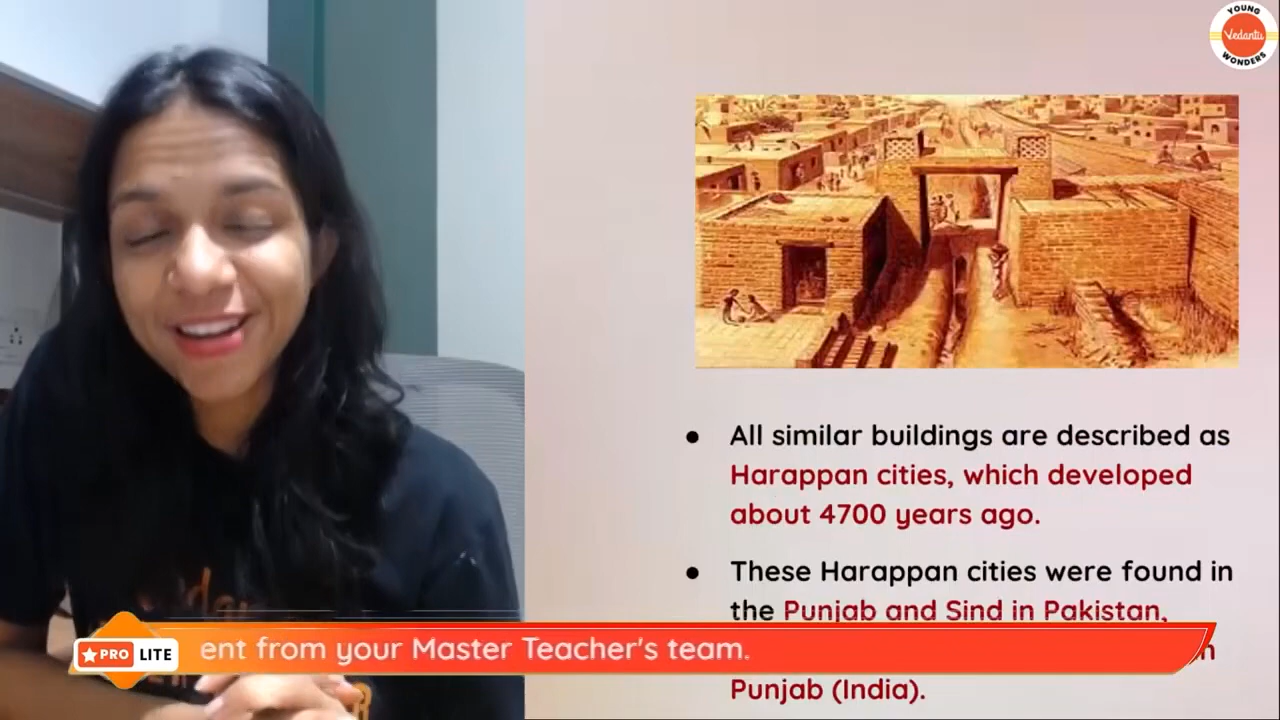 YOUNG
Vedantu
WONDERS
All similar buildings are described as
Harappan cities, which developed
about 4700 years ago.
These Harappan cities were found in
the Punjab and Sind in Pakistan,
PRO LITE
ent from your Master Teacher's team.
Punjab (India).